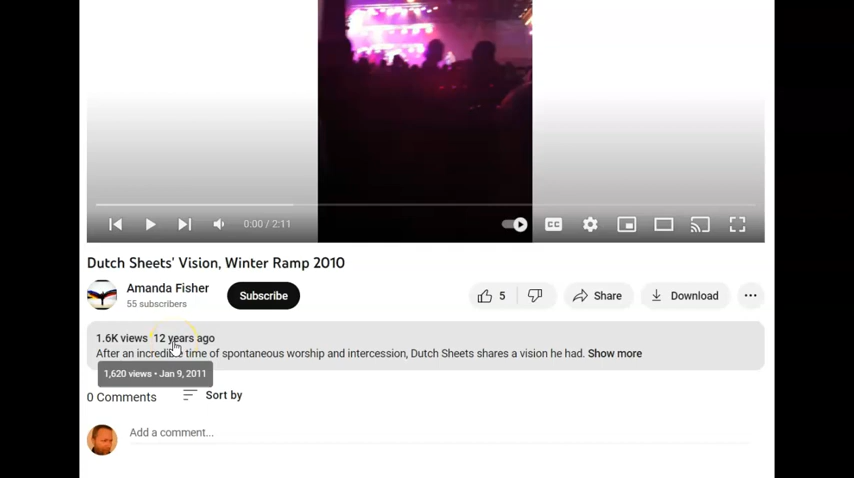 0:00 / 2:11
CC
Dutch Sheets' Vision, Winter Ramp 2010
Amanda Fisher
55 subscribers
Subscribe
5
Share
Download
1.6K views 12 years ago
After an incredible time of spontaneous worship and intercession, Dutch Sheets shares a vision he had. Show more
1,620 views • Jan 9, 2011
0 Comments
Sort by
Add a comment...